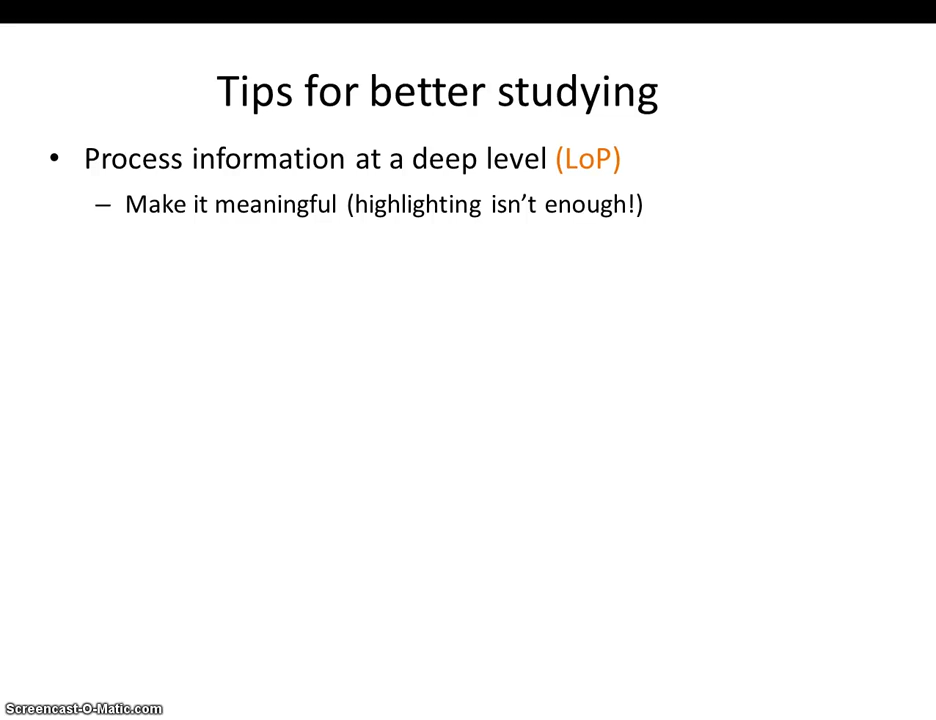 Tips for better studying
• Process information at a deep level (LoP)
– Make it meaningful (highlighting isn’t enough!)
Screencast-O-Matic.com